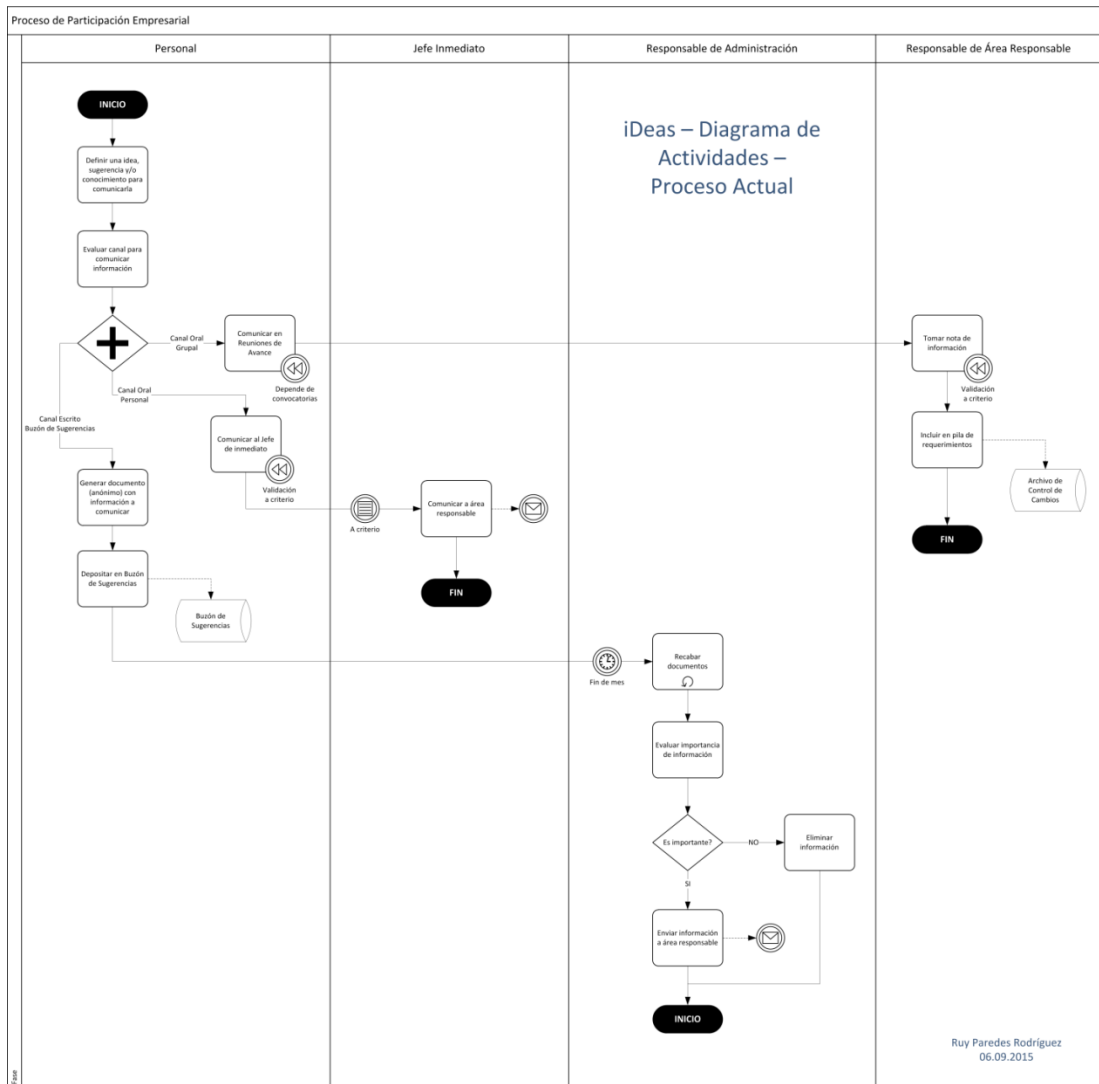 Proceso de Participación Empresarial
Personal
Jefe Inmediato
Responsable de Administración
Responsable de Área Responsable
iDeas – Diagrama de
Actividades –
Proceso Actual
INICIO
Definir una idea,
sugerencia y/o
conocimiento para
comunicarla
Evaluar canal para
comunicar
información
Canal Oral
Grupal
Comunicar en
Reuniones de
Avance
Depende de
convocatorias
Tomar nota de
información
Validación
a criterio
Canal Oral
Personal
Canal Escrito
Buzón de Sugerencias
Comunicar al Jefe
de inmediato
Validación
a criterio
Incluir en pila de
requerimientos
Archivo de
Control de
Cambios
FIN
Generar documento
(anónimo) con
información a
comunicar
A criterio
Comunicar a área
responsable
FIN
Depositar en Buzón
de Sugerencias
Buzón de
Sugerencias
Fin de mes
Recabar
documentos
Evaluar importancia
de información
Es importante?
NO
Eliminar
información
SI
Enviar información
a área responsable
INICIO
Ruy Paredes Rodríguez
06.09.2015
Fase